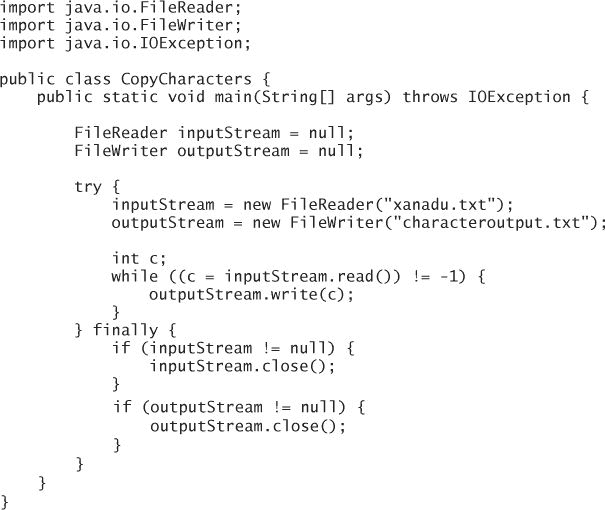 import java.io.FileReader;
import java.io.FileWriter;
import java.io.IOException;

public class CopyCharacters {
    public static void main(String[] args) throws IOException {

        FileReader inputStream = null;
        FileWriter outputStream = null;

        try {
            inputStream = new FileReader("xanadu.txt");
            outputStream = new FileWriter("characteroutput.txt");

            int c;
            while ((c = inputStream.read()) != -1) {
                outputStream.write(c);
            }
        } finally {
            if (inputStream != null) {
                inputStream.close();
            }
            if (outputStream != null) {
                outputStream.close();
            }
        }
    }
}